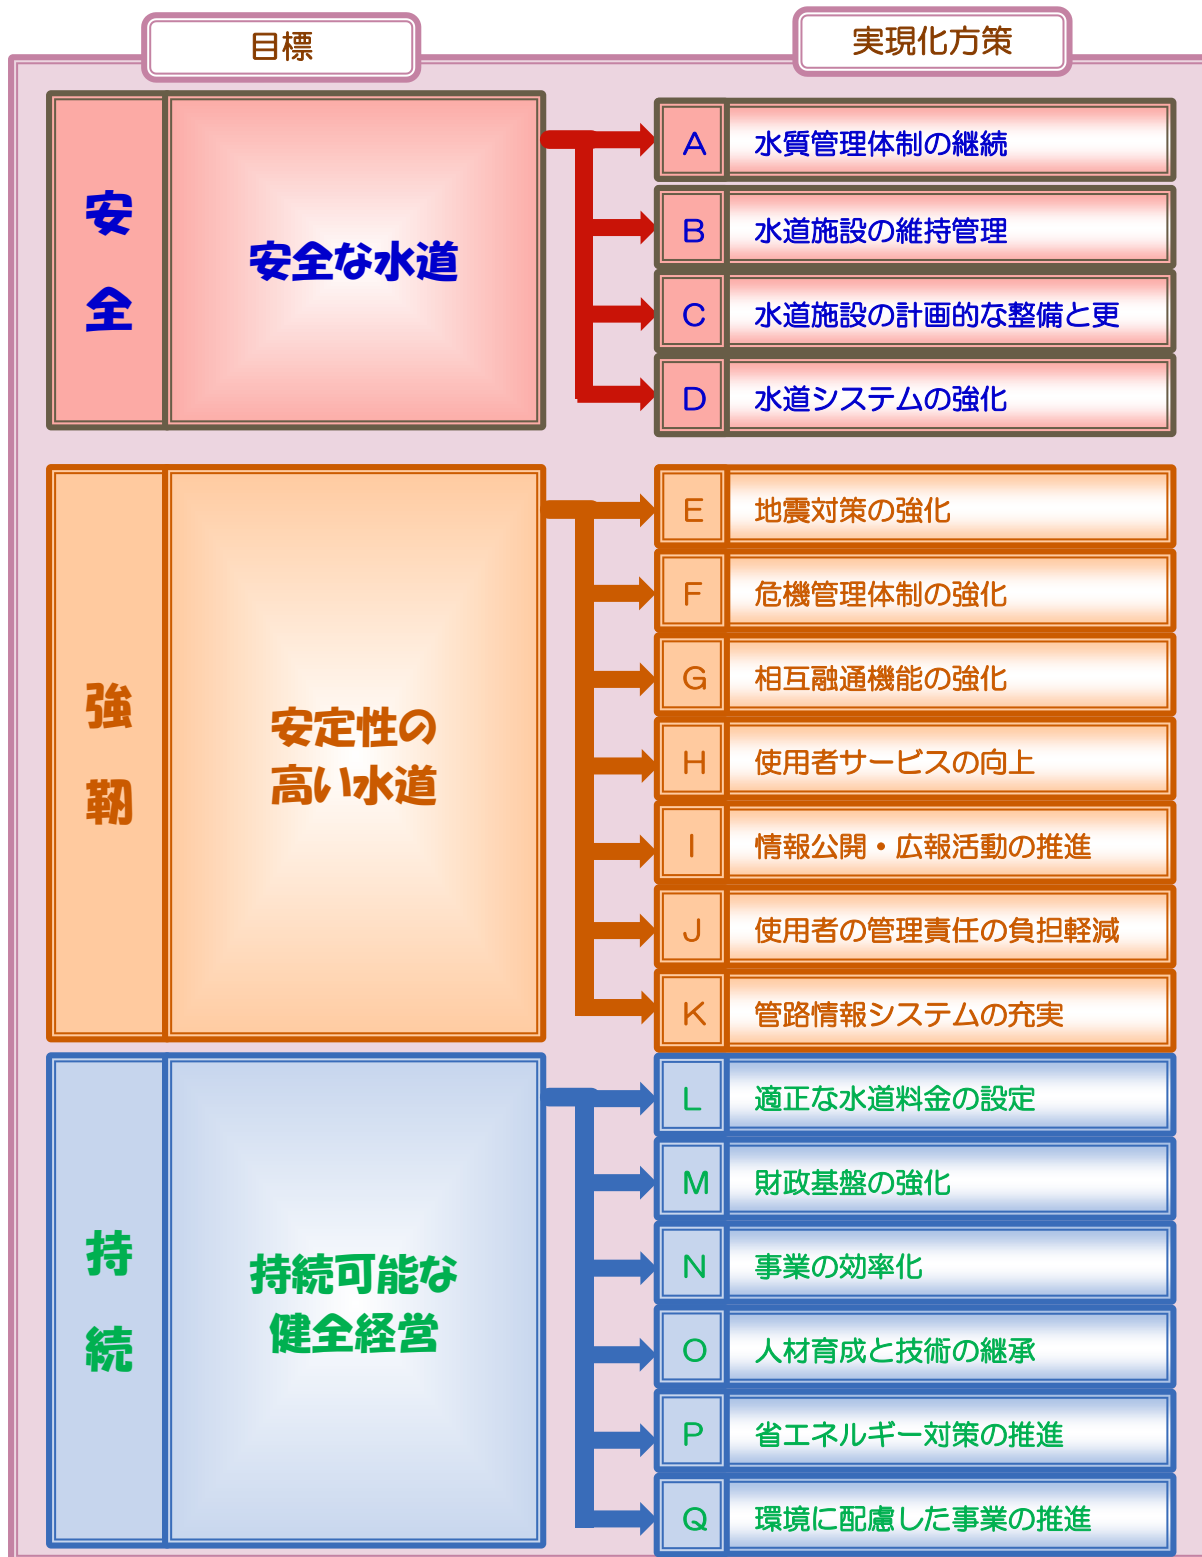 目標
実現化方策
安
全
安全な水道
A 水質管理体制の継続
B 水道施設の維持管理
C 水道施設の計画的な整備と更
D 水道システムの強化
強
靭
安定性の
高い水道
E 地震対策の強化
F 危機管理体制の強化
G 相互融通機能の強化
H 使用者サービスの向上
I 情報公開・広報活動の推進
J 使用者の管理責任の負担軽減
K 管路情報システムの充実
持
続
持続可能な
健全経営
L 適正な水道料金の設定
M 財政基盤の強化
N 事業の効率化
O 人材育成と技術の継承
P 省エネルギー対策の推進
Q 環境に配慮した事業の推進